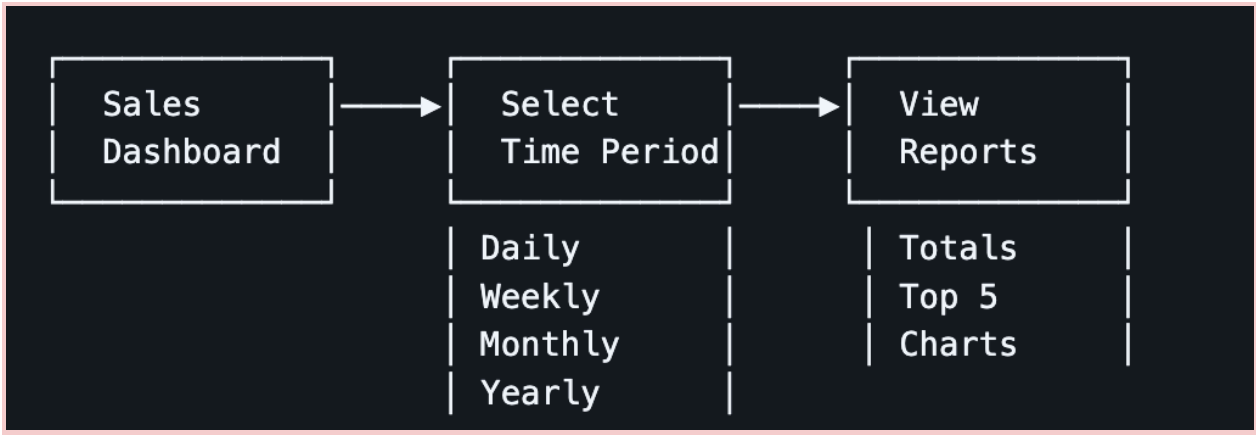 Sales
Dashboard
Select
Time Period
View
Reports
Daily
Weekly
Monthly
Yearly
Totals
Top 5
Charts